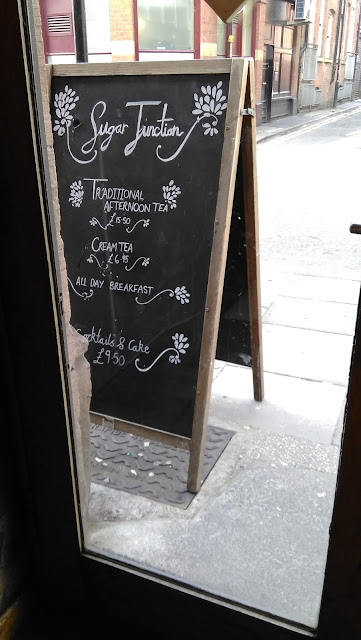 Sugar Junction
TRADITIONAL
AFTERNOON TEA
£15.50
CREAM TEA
£6.95
ALL DAY BREAKFAST
Cocktails & Cake
£9.50